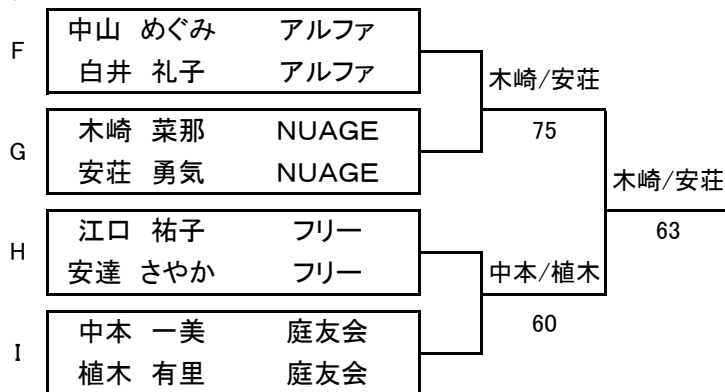 F
中山 めぐみ アルファ
白井 礼子 アルファ
木崎/安荘
75
G
木崎 菜那 NUAGE
安荘 勇気 NUAGE
木崎/安荘
63
H
江口 祐子 フリー
安達 さやか フリー
中本/植木
60
I
中本 一美 庭友会
植木 有里 庭友会